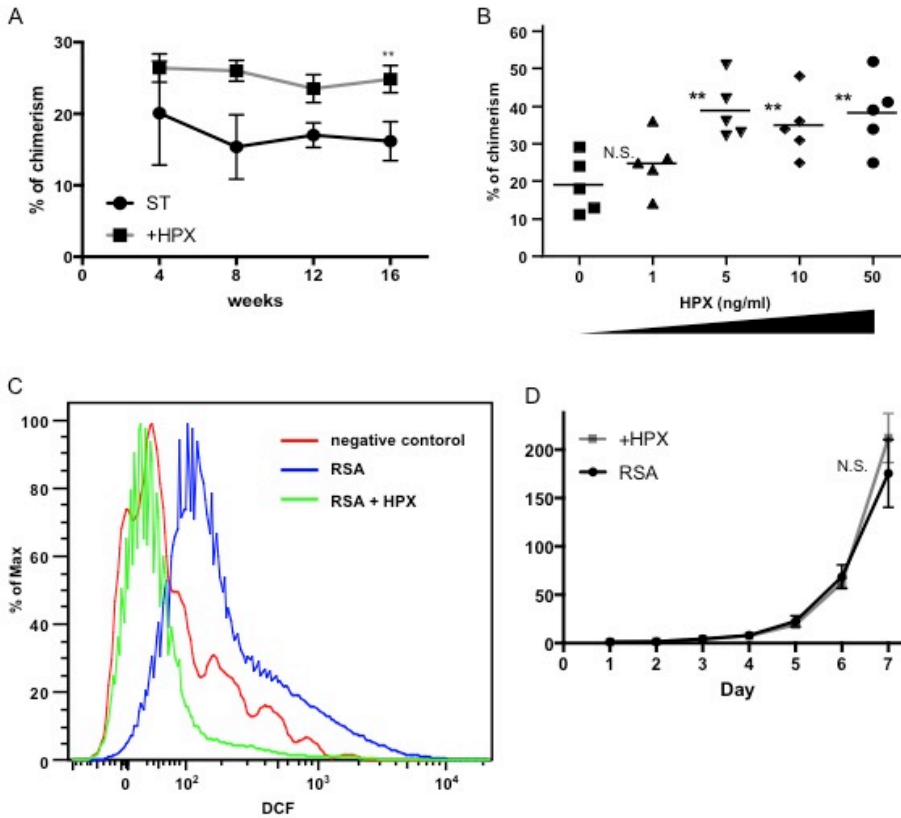 A
30
20
10
0
% of chimerism
**
ST
+HPX
0 4 8 12 16
weeks
B
60
50
40
30
20
10
0
% of chimerism
N.S.
**
**
**
0 1 5 10 50
HPX (ng/ml)
C
100
80
60
40
20
0
% of Max
negative contorol
RSA
RSA + HPX
0 10² 10³ 10⁴
DCF
D
200
150
100
50
0
+HPX
RSA
N.S.
0 1 2 3 4 5 6 7
Day